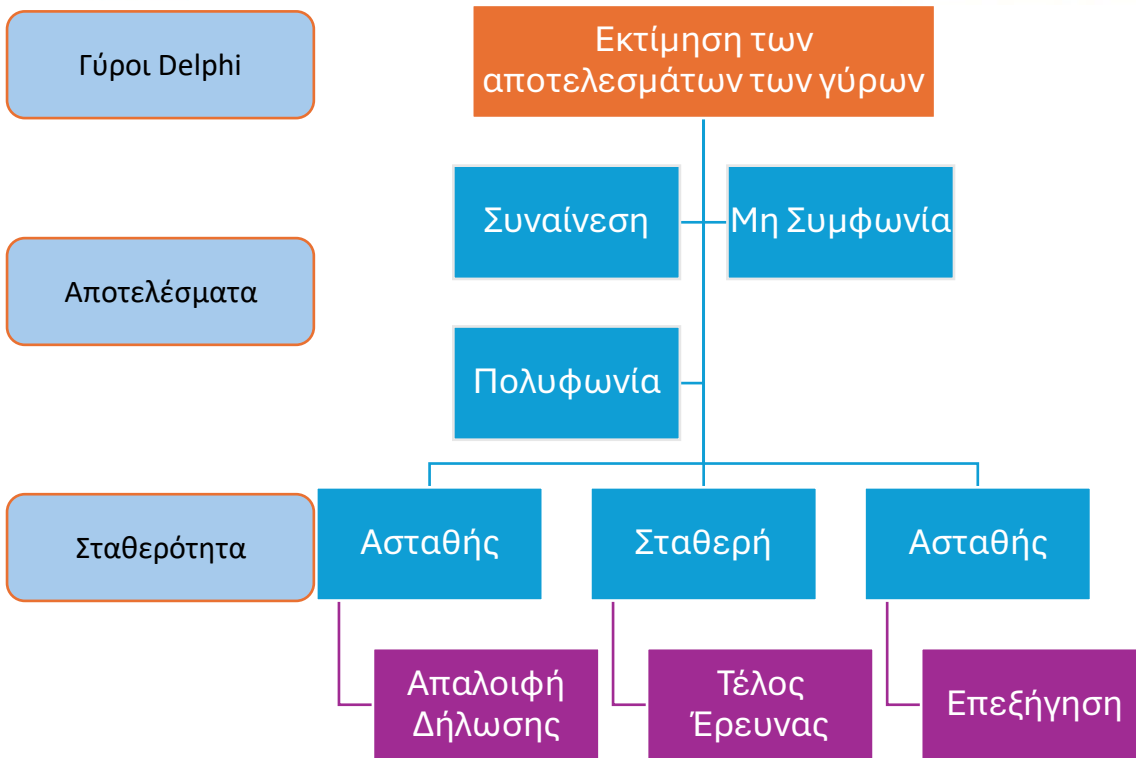 Γύροι Delphi
Εκτίμηση των
αποτελεσμάτων των γύρων
Συναίνεση
Μη Συμφωνία
Αποτελέσματα
Πολυφωνία
Σταθερότητα
Ασταθής
Σταθερή
Ασταθής
Απαλοιφή
Δήλωσης
Τέλος
Έρευνας
Επεξήγηση